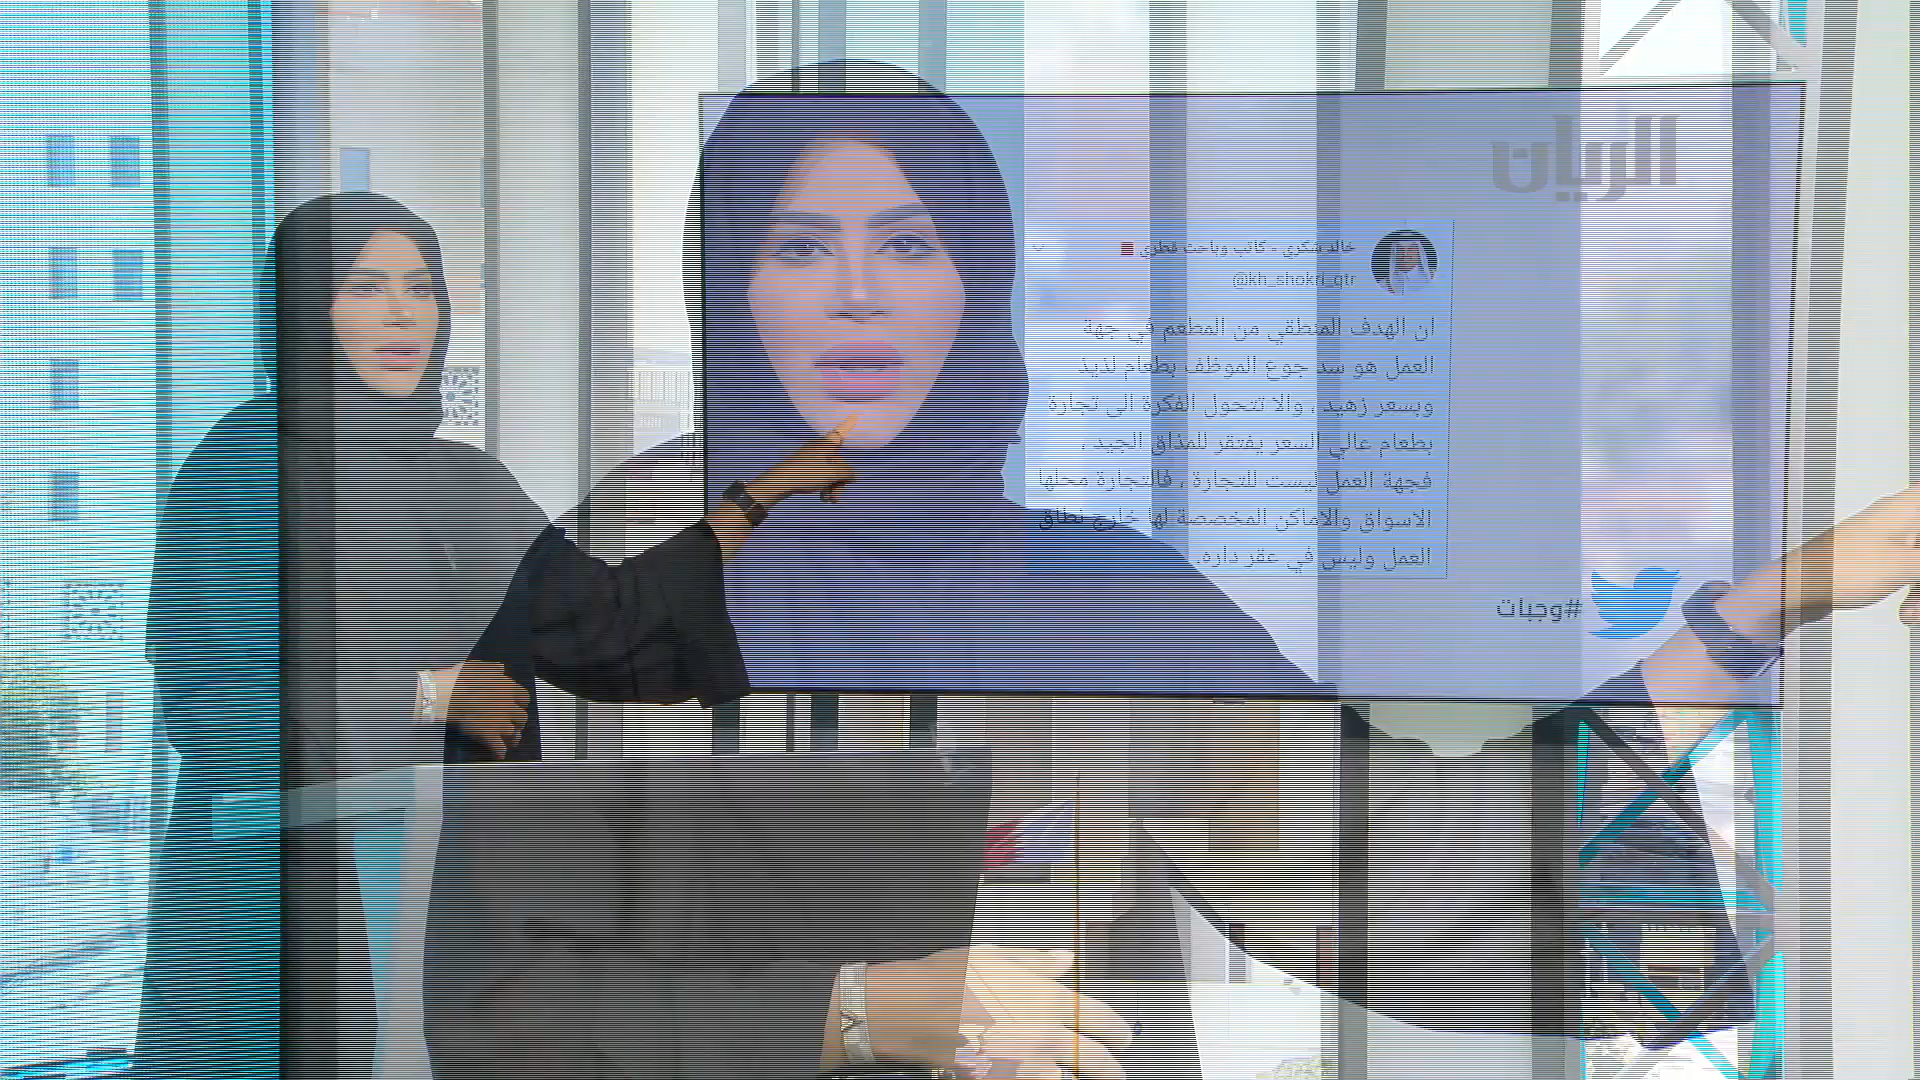 الريان
خالد شكري - كاتب وباحث قطري
@kh_shokri_qtr
ان الهدف المنطقي من المطعم في جهة
العمل هو سد جوع الموظف بطعام لذيذ
وبسعر زهيد ، والا تتحول الفكرة الى تجارة
بطعام عالي السعر يفتقر للمذاق الجيد ،
فجهة العمل ليست للتجارة ، فالتجارة محلها
الاسواق والاماكن المخصصة لها خارج نطاق
العمل وليس في عقر داره.
#وجبات